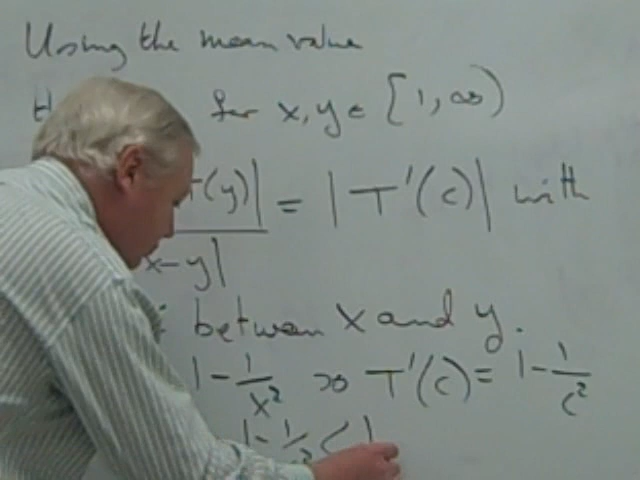 Using the mean value
for x, y ∈ [1, ∞)
T(y)| = |T'(c)| with
x-y|
between x and y.
1 - 1/x² so T'(c) = 1 - 1/c²
1 - 1/c² < 1